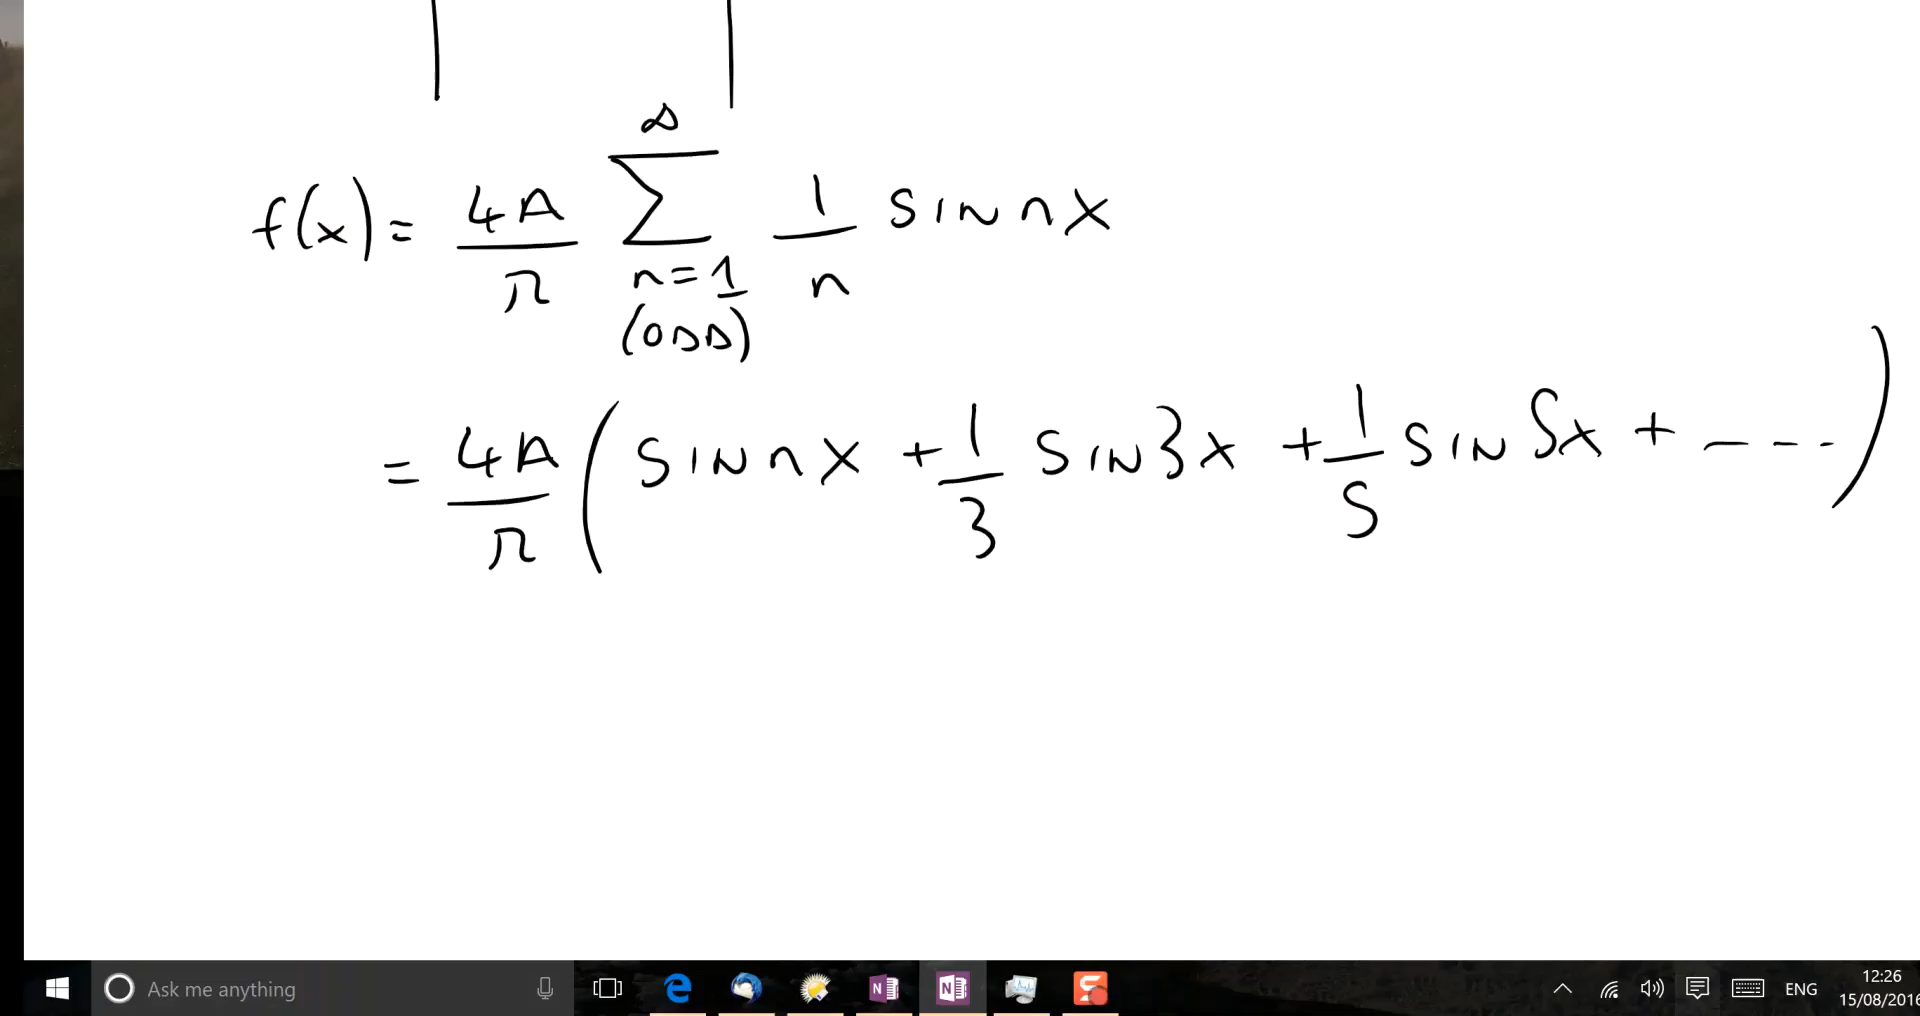 ∞
f(x) = 4A/π ∑ 1/n SIN nx
n=1
(ODD)
= 4A/π ( SIN nx + 1/3 SIN 3x + 1/5 SIN 5x + ---- )
Ask me anything
ENG
12:26
15/08/2016